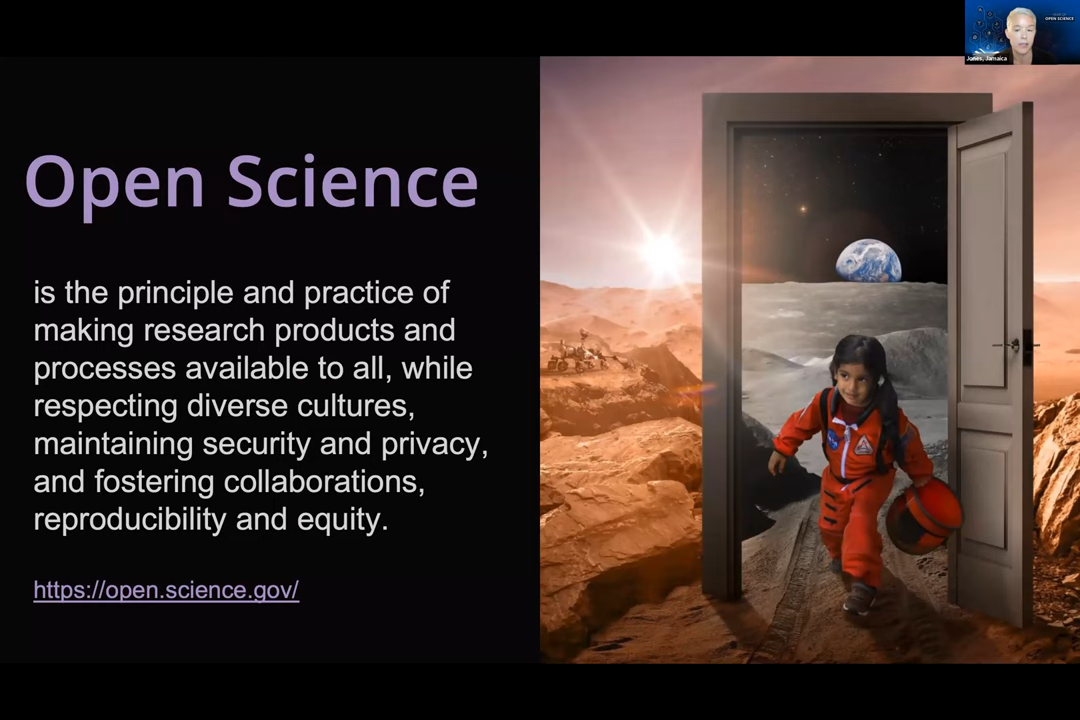 YEAR OF
OPEN SCIENCE
Jones, Jamaica
Open Science
is the principle and practice of
making research products and
processes available to all, while
respecting diverse cultures,
maintaining security and privacy,
and fostering collaborations,
reproducibility and equity.
https://open.science.gov/